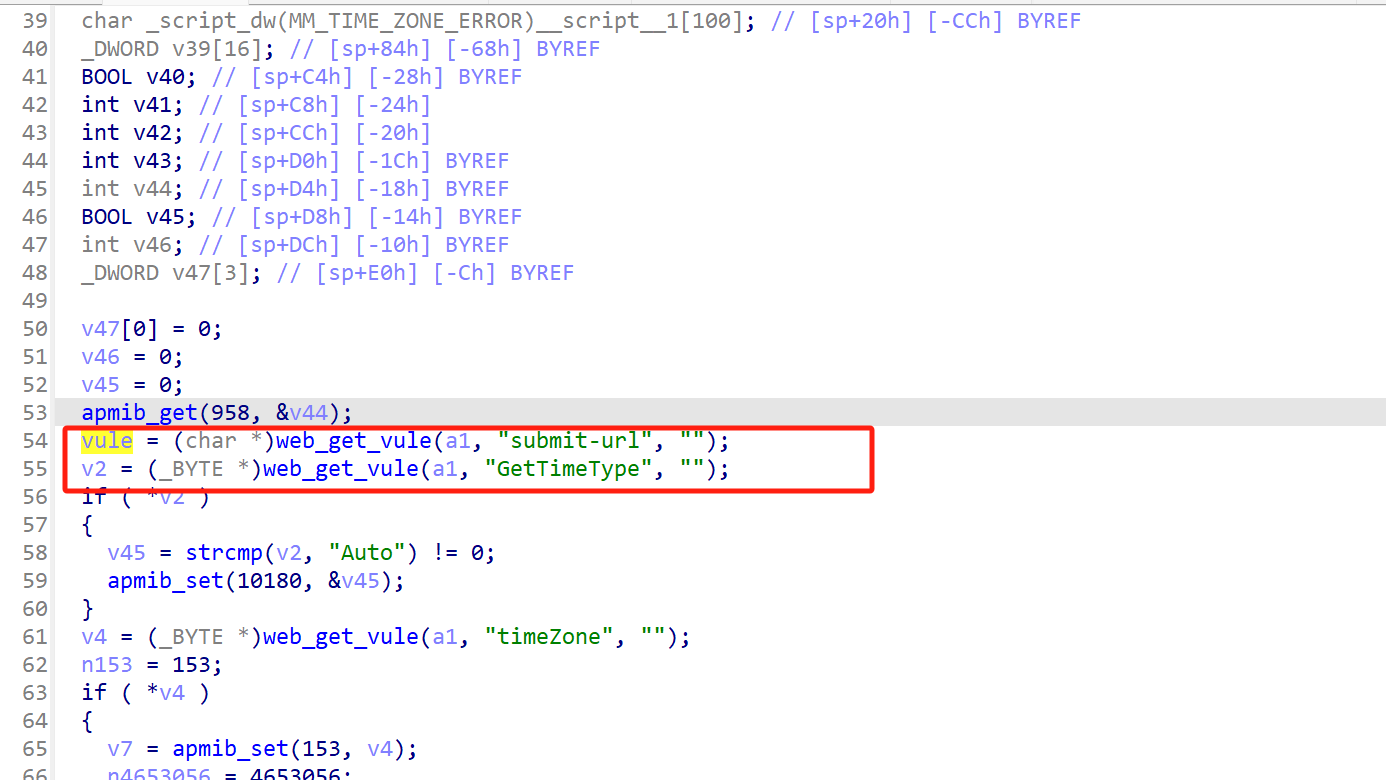 39 char _script_dw(MM_TIME_ZONE_ERROR)__script__1[100]; // [sp+20h] [-CCh] BYREF
40 _DWORD v39[16]; // [sp+84h] [-68h] BYREF
41 BOOL v40; // [sp+C4h] [-28h] BYREF
42 int v41; // [sp+C8h] [-24h]
43 int v42; // [sp+CCh] [-20h]
44 int v43; // [sp+D0h] [-1Ch] BYREF
45 int v44; // [sp+D4h] [-18h] BYREF
46 BOOL v45; // [sp+D8h] [-14h] BYREF
47 int v46; // [sp+DCh] [-10h] BYREF
48 _DWORD v47[3]; // [sp+E0h] [-Ch] BYREF
49
50 v47[0] = 0;
51 v46 = 0;
52 v45 = 0;
53 apmib_get(958, &v44);
54 vule = (char *)web_get_vule(a1, "submit-url", "");
55 v2 = (_BYTE *)web_get_vule(a1, "GetTimeType", "");
56 if ( *v2 )
57 {
58 v45 = strcmp(v2, "Auto") != 0;
59 apmib_set(10180, &v45);
60 }
61 v4 = (_BYTE *)web_get_vule(a1, "timeZone", "");
62 n153 = 153;
63 if ( *v4 )
64 {
65 v7 = apmib_set(153, v4);
66 n4653056 = 4653056;